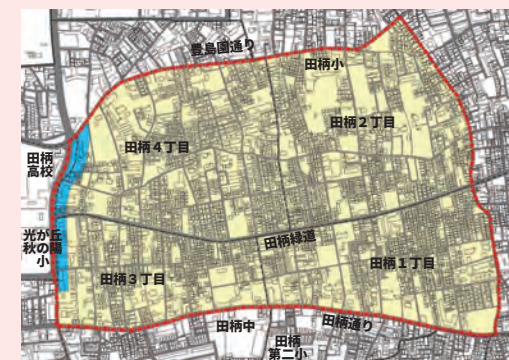 豊島園通り
田柄小
田柄2丁目
田柄4丁目
田柄
高校
光が丘
秋の陽
小
田柄緑道
田柄1丁目
田柄3丁目
田柄中
田柄通り
田柄
第二小